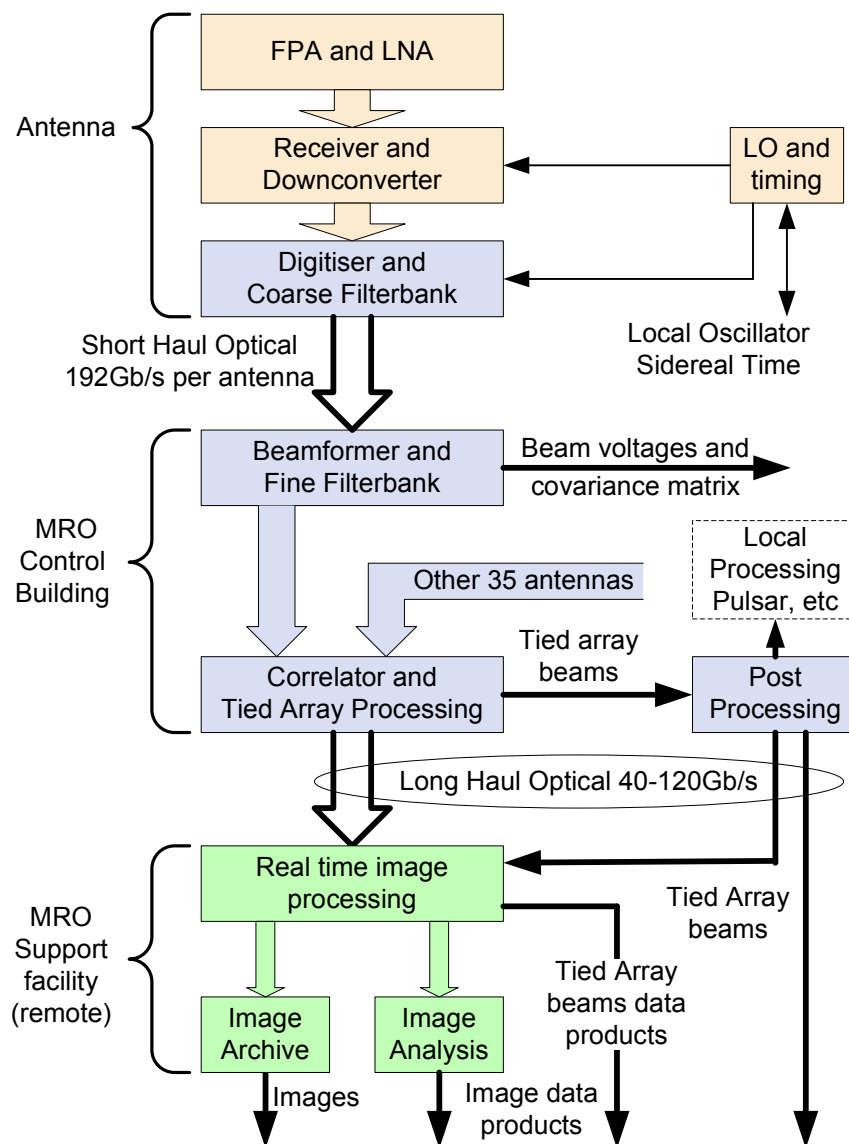 FPA and LNA
Antenna
Receiver and
Downconverter
LO and
timing
Digitiser and
Coarse Filterbank
Short Haul Optical
192Gb/s per antenna
Local Oscillator
Sidereal Time
Beamformer and
Fine Filterbank
Beam voltages and
covariance matrix
MRO
Control
Building
Local
Processing
Pulsar, etc
Other 35 antennas
Tied array
beams
Correlator and
Tied Array Processing
Post
Processing
Long Haul Optical 40-120Gb/s
Real time image
processing
MRO
Support
facility
(remote)
Tied Array
beams
Tied Array
beams data
products
Image
Archive
Image
Analysis
Images
Image data
products